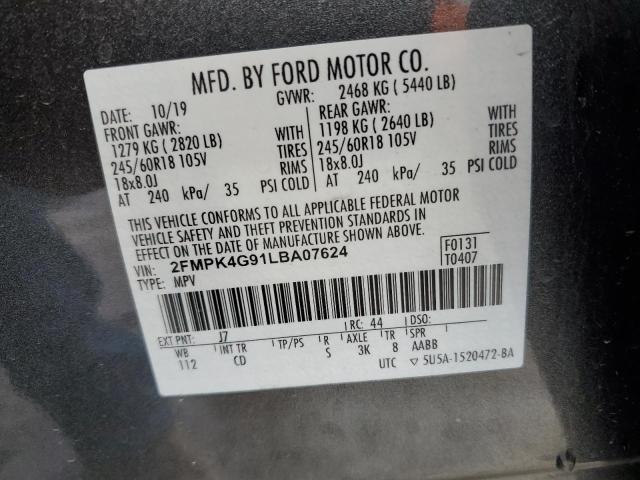 MFD. BY FORD MOTOR CO.
DATE: 10/19 GVWR: 2468 KG ( 5440 LB)
FRONT GAWR: REAR GAWR:
1279 KG ( 2820 LB) WITH 1198 KG ( 2640 LB) WITH
245/60R18 105V TIRES 245/60R18 105V TIRES
18x8.0J RIMS 18x8.0J RIMS
AT 240 kPa/ 35 PSI COLD AT 240 kPa/ 35 PSI COLD
THIS VEHICLE CONFORMS TO ALL APPLICABLE FEDERAL MOTOR
VEHICLE SAFETY AND THEFT PREVENTION STANDARDS IN
EFFECT ON THE DATE OF MANUFACTURE SHOWN ABOVE.
VIN: 2FMPK4G91LBA07624 F0131
TYPE: MPV T0407
EXT PNT: J7 RC: 44 DSO:
WB INT TR TP/PS R AXLE TR SPR
112 CD S 3K 8 AABB
UTC ▽ 5U5A-1520472-BA